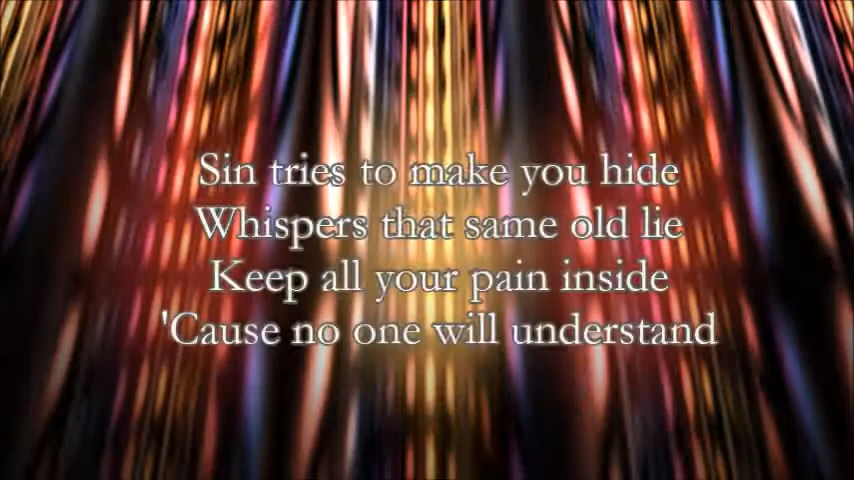 Sin tries to make you hide
Whispers that same old lie
Keep all your pain inside
'Cause no one will understand